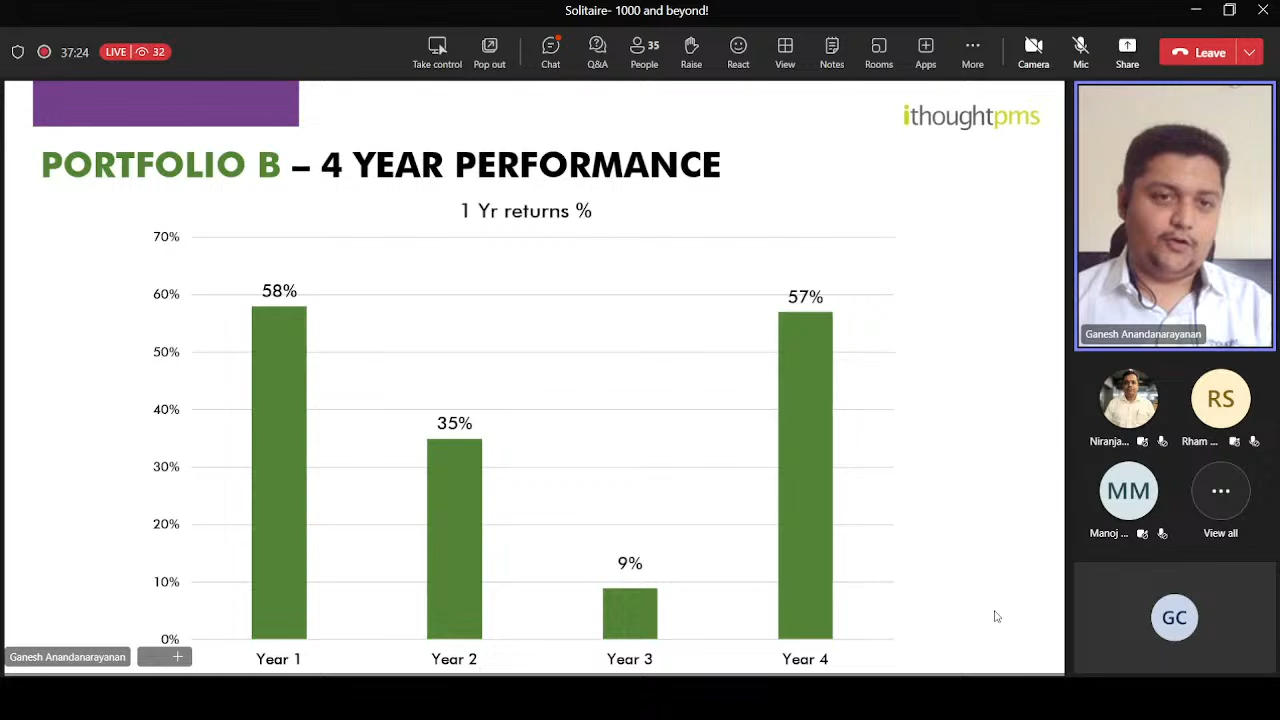 Solitaire- 1000 and beyond!
37:24
LIVE 32
Take control
Pop out
Chat
Q&A
35
People
Raise
React
View
Notes
Rooms
Apps
More
Camera
Mic
Share
Leave
ithoughtpms
PORTFOLIO B – 4 YEAR PERFORMANCE
1 Yr returns %
70%
60%
50%
40%
30%
20%
10%
0%
58%
35%
9%
57%
Year 1
Year 2
Year 3
Year 4
Ganesh Anandanarayanan
Ganesh Anandanarayanan
Niranja...
RS
Rham ...
MM
Manoj ...
View all
GC